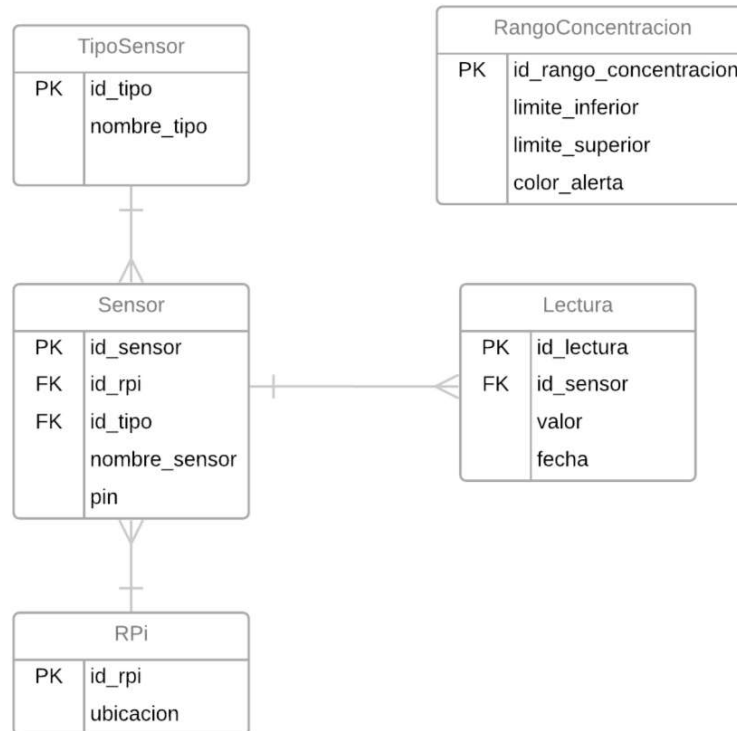 TipoSensor
PK id_tipo
nombre_tipo
RangoConcentracion
PK id_rango_concentracion
limite_inferior
limite_superior
color_alerta
Sensor
PK id_sensor
FK id_rpi
FK id_tipo
nombre_sensor
pin
Lectura
PK id_lectura
FK id_sensor
valor
fecha
RPi
PK id_rpi
ubicacion